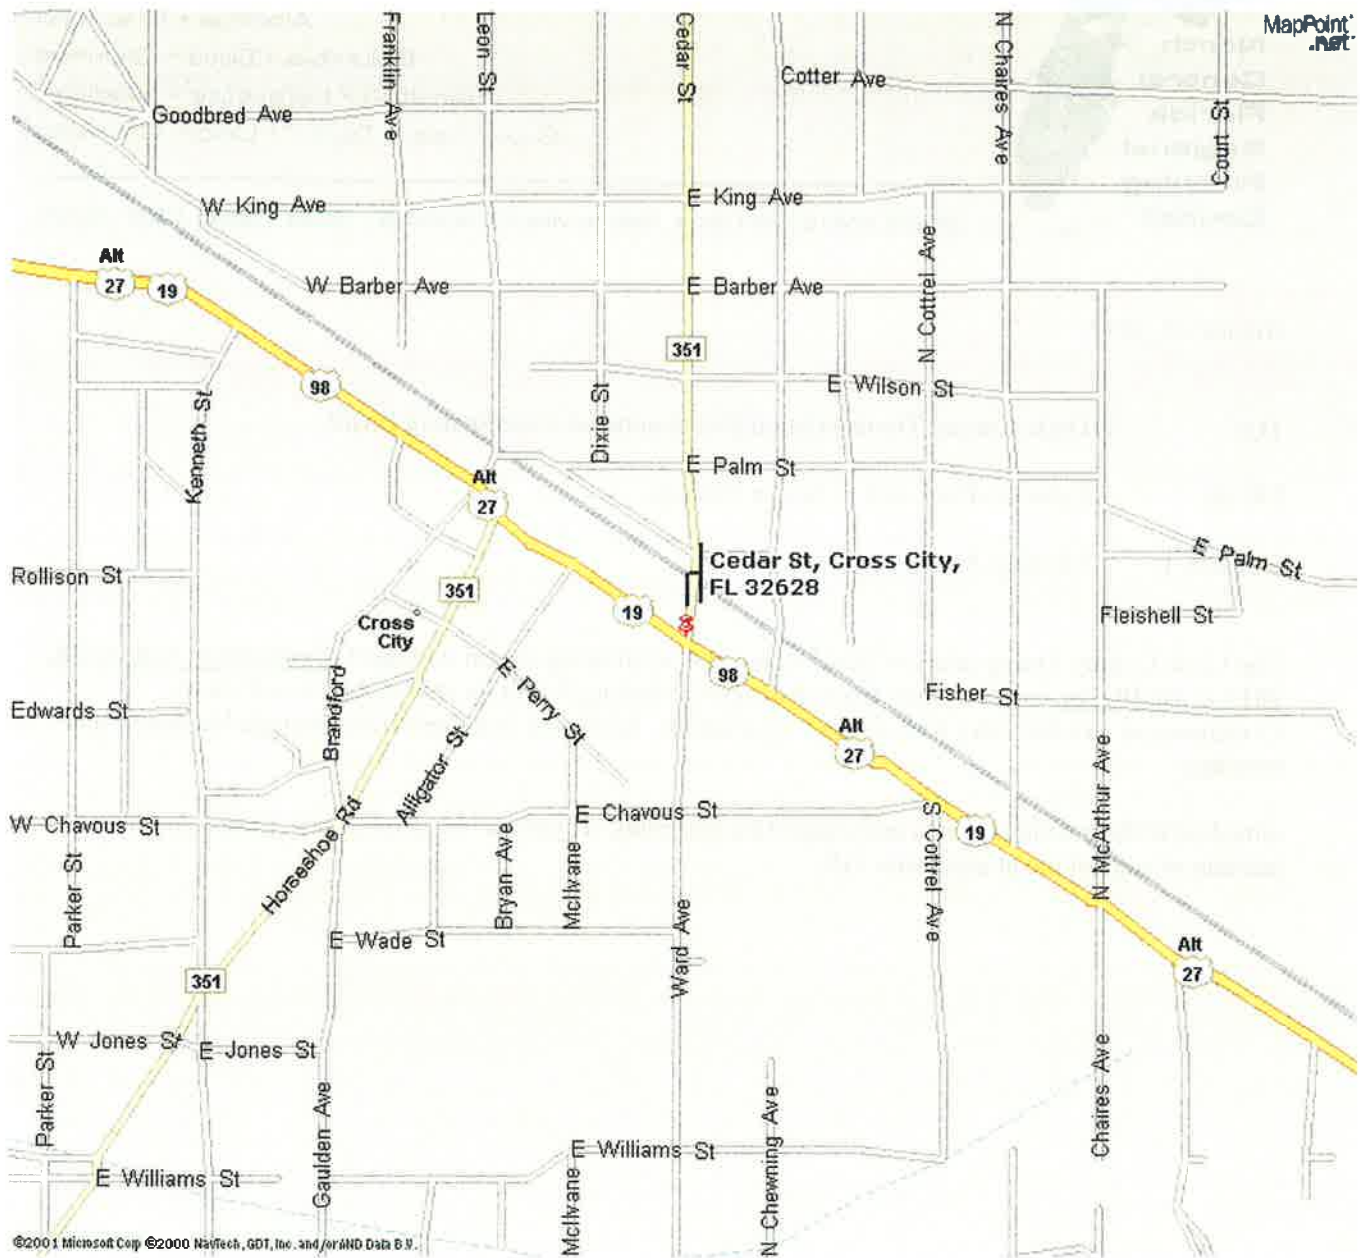 MapPoint
.net
Franklin Ave
Leon St
Cedar St
N Chaires Ave
Cotter Ave
Court St
Goodbred Ave
W King Ave
E King Ave
N Cottrel Ave
Alt
27
19
W Barber Ave
E Barber Ave
351
98
E Wilson St
Kenneth St
Dixie St
E Palm St
Alt
27
E Palm St
Cedar St, Cross City,
FL 32628
Rollison St
351
19
Fleishell St
Cross
City
E Perry St
98
Fisher St
Edwards St
Brandford
Alligator St
Alt
27
N McArthur Ave
W Chavous St
E Chavous St
S Cottrel Ave
19
Horseshoe Rd
Parker St
Bryan Ave
McIlvane
E Wade St
Ward Ave
Alt
27
351
W Jones St
E Jones St
Parker St
Gaulden Ave
Chaires Ave
N Chewning Ave
E Williams St
E Williams St
McIlvane
©2001 Microsoft Corp ©2000 NavTech, GDT, Inc. and/or AND Data B.V.